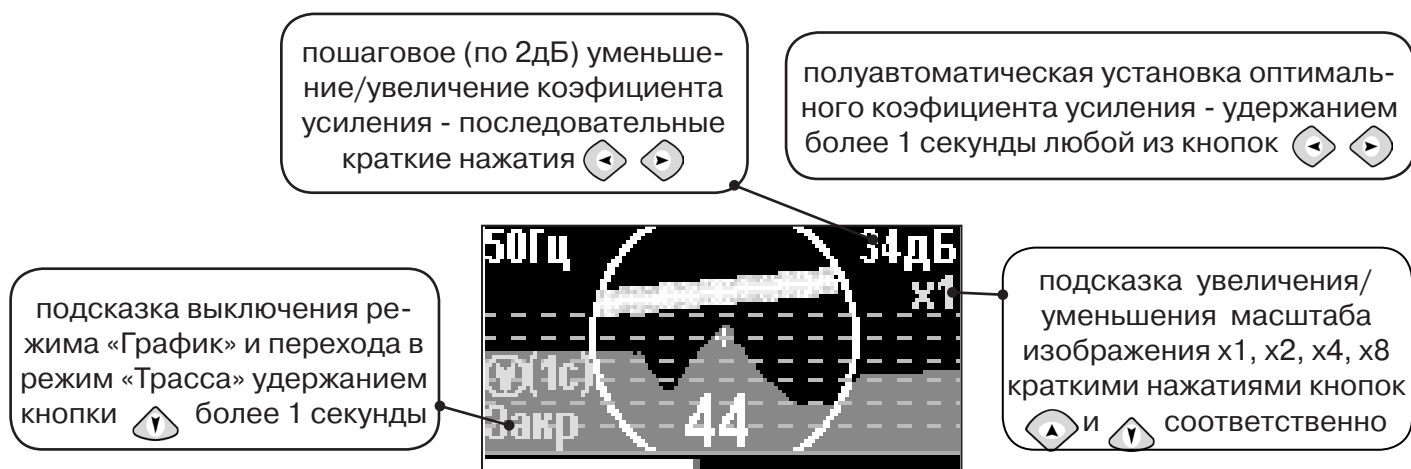 пошаговое (по 2дБ) уменьше-
ние/увеличение коэфициента
усиления - последовательные
краткие нажатия
полуавтоматическая установка оптималь-
ного коэфициента усиления - удержанием
более 1 секунды любой из кнопок
подсказка выключения ре-
жима «График» и перехода в
режим «Трасса» удержанием
кнопки более 1 секунды
50Гц 34дБ
x1
(1с)
Закр 44
подсказка увеличения/
уменьшения масштаба
изображения x1, x2, x4, x8
краткими нажатиями кнопок
и соответственно